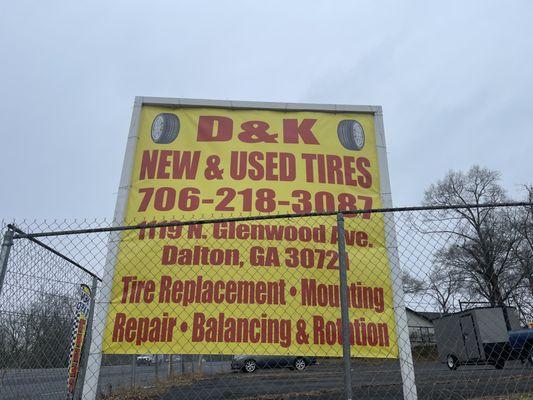 D&K
NEW & USED TIRES
706-218-3087
1119 N. Glenwood Ave.
Dalton, GA 30721
Tire Replacement • Mounting
Repair • Balancing & Rotation